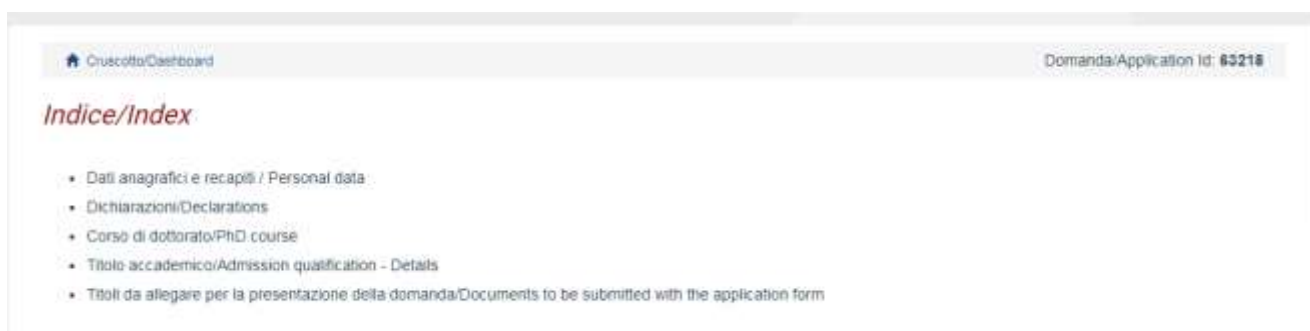 Cruscotto/Dashboard
Domanda/Application Id: 63218
Indice/Index
• Dati anagrafici e recapiti / Personal data
• Dichiarazioni/Declarations
• Corso di dottorato/PhD course
• Titolo accademico/Admission qualification - Details
• Titoli da allegare per la presentazione della domanda/Documents to be submitted with the application form